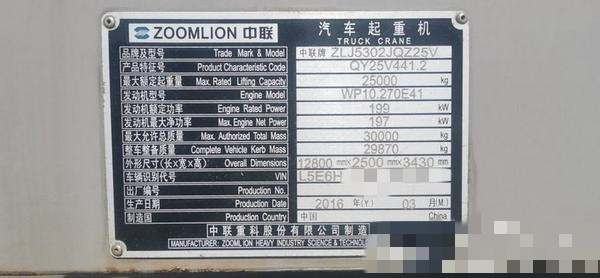 ZOOMLION 中联 汽车起重机
TRUCK CRANE
品牌及型号 Trade Mark & Model 中联牌 ZLJ5302JQZ25V
产品特征号 Product Characteristic Code QY25V441.2
最大额定起重量 Max. Rated Lifting Capacity 25000 kg
发动机型号 Engine Model WP10.270E41
发动机额定功率 Engine Rated Power 199 kW
发动机最大净功率 Max. Engine Net Power 197 kW
最大允许总质量 Max. Authorized Total Mass 30000 kg
整车整备质量 Complete Vehicle Kerb Mass 29870 kg
外形尺寸(长×宽×高) Overall Dimensions 12800 mm× 2500 mm× 3430 mm
车辆识别代号 VIN L5E6H
出厂编号 Production No.
生产日期 Production Date 2016 年(Y) 03 月(M)
制造国 Production No. 中国 China
中联重科股份有限公司制造
MANUFACTURER: ZOOMLION HEAVY INDUSTRY SCIENCE & TECHNOLO